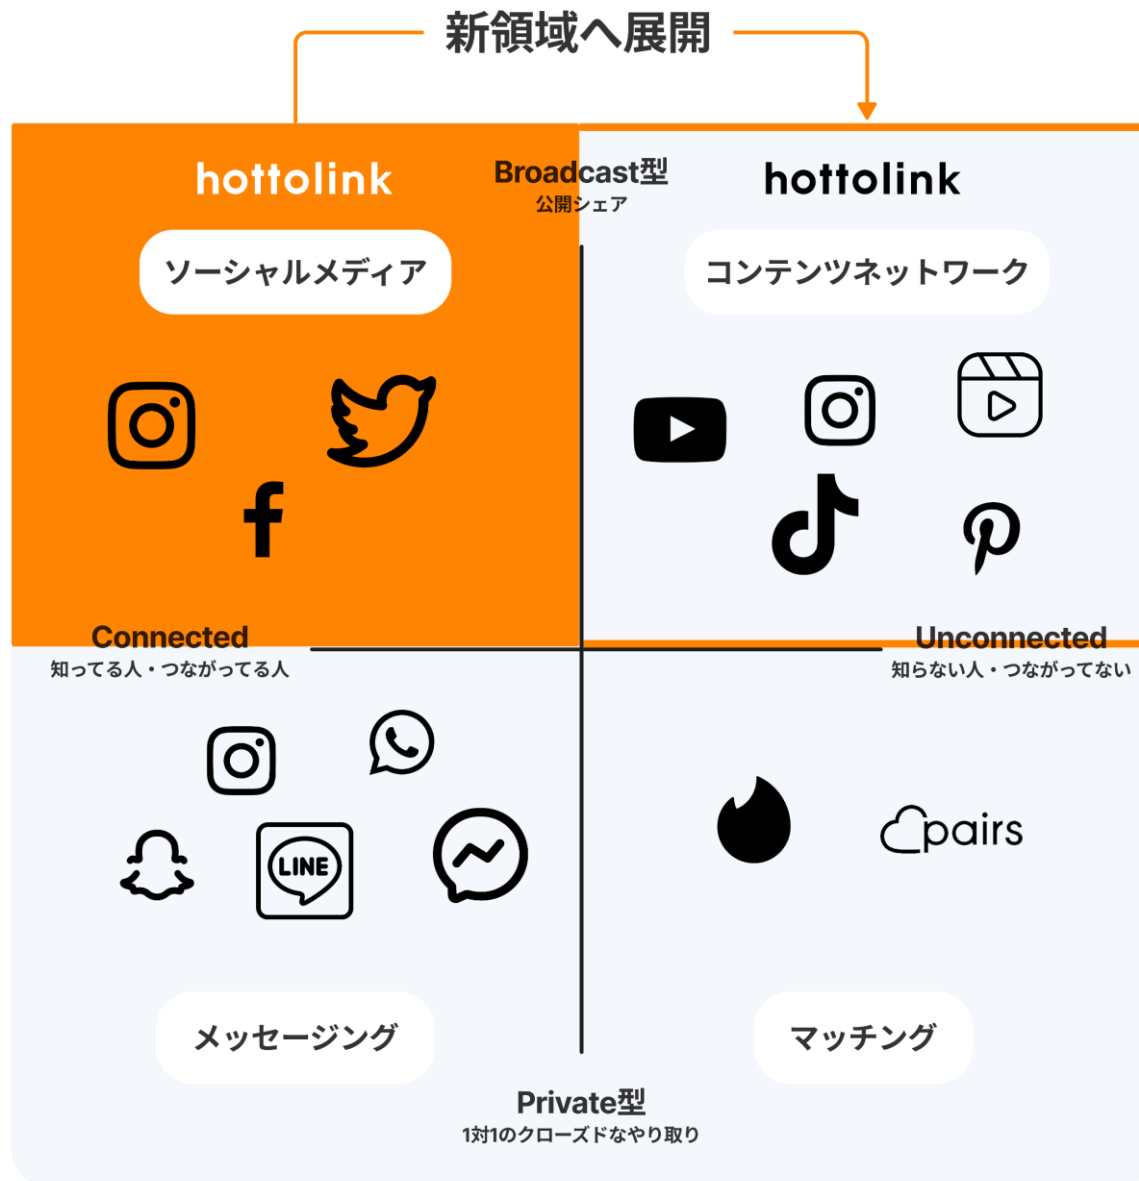 新領域へ展開
hottolink
Broadcast型
公開シェア
hottolink
ソーシャルメディア
コンテンツネットワーク
Connected
知ってる人・つながってる人
Unconnected
知らない人・つながってない
LINE
pairs
メッセージング
マッチング
Private型
1対1のクローズドなやり取り